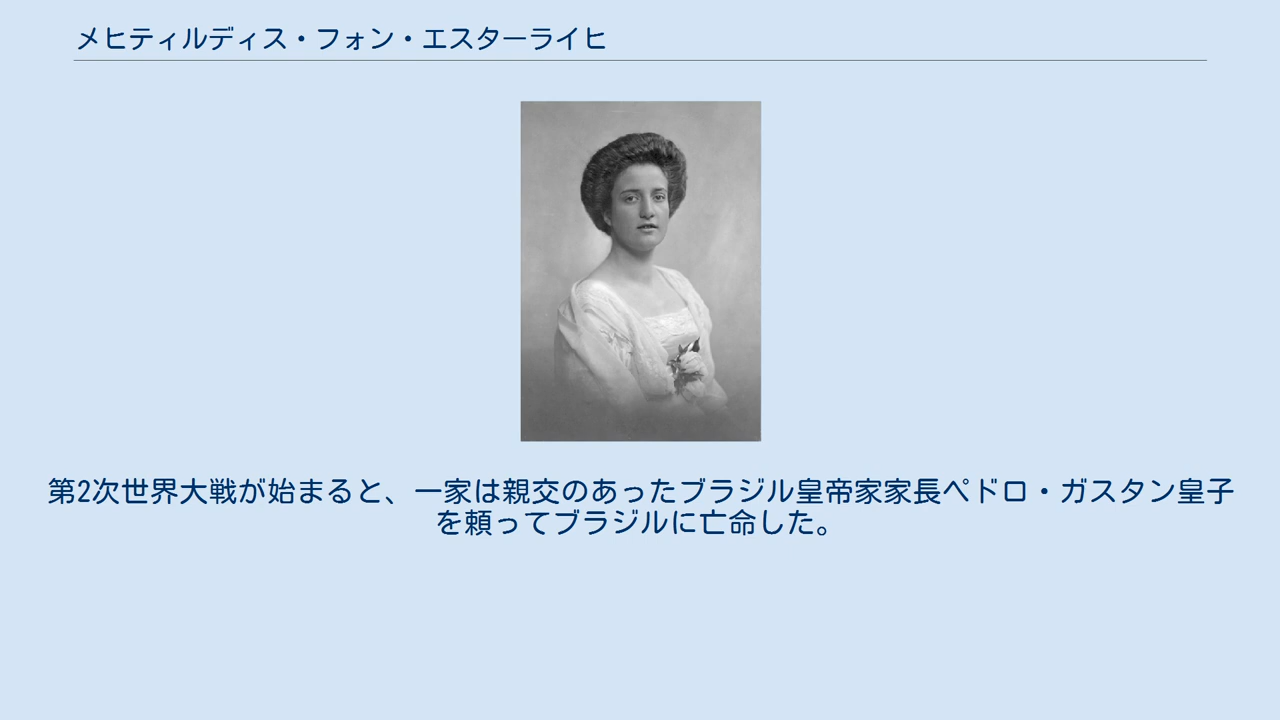 メヒティルディス・フォン・エスターライヒ
第2次世界大戦が始まると、一家は親交のあったブラジル皇帝家家長ペドロ・ガスタン皇子
を頼ってブラジルに亡命した。